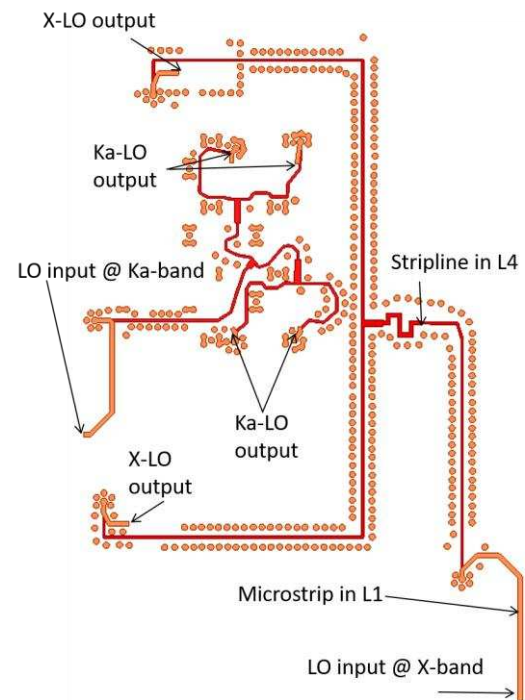 X-LO output
Ka-LO
output
LO input @ Ka-band
Stripline in L4
Ka-LO
output
X-LO
output
Microstrip in L1
LO input @ X-band